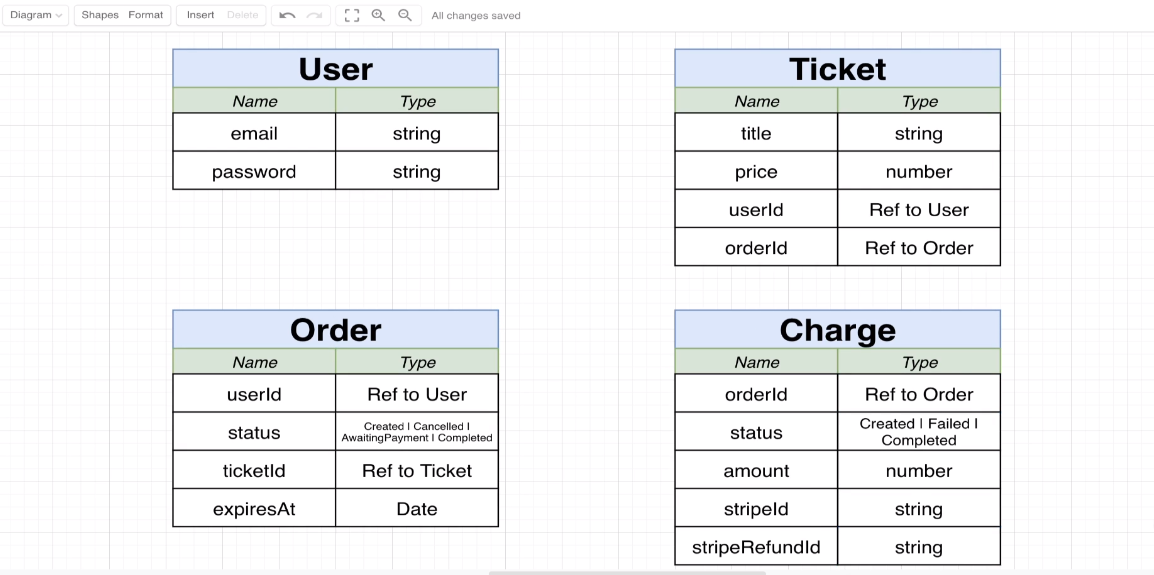 Diagram Shapes Format Insert Delete All changes saved
User
Name Type
email string
password string
Ticket
Name Type
title string
price number
userId Ref to User
orderId Ref to Order
Order
Name Type
userId Ref to User
status Created | Cancelled | AwaitingPayment | Completed
ticketId Ref to Ticket
expiresAt Date
Charge
Name Type
orderId Ref to Order
status Created | Failed | Completed
amount number
stripeId string
stripeRefundId string